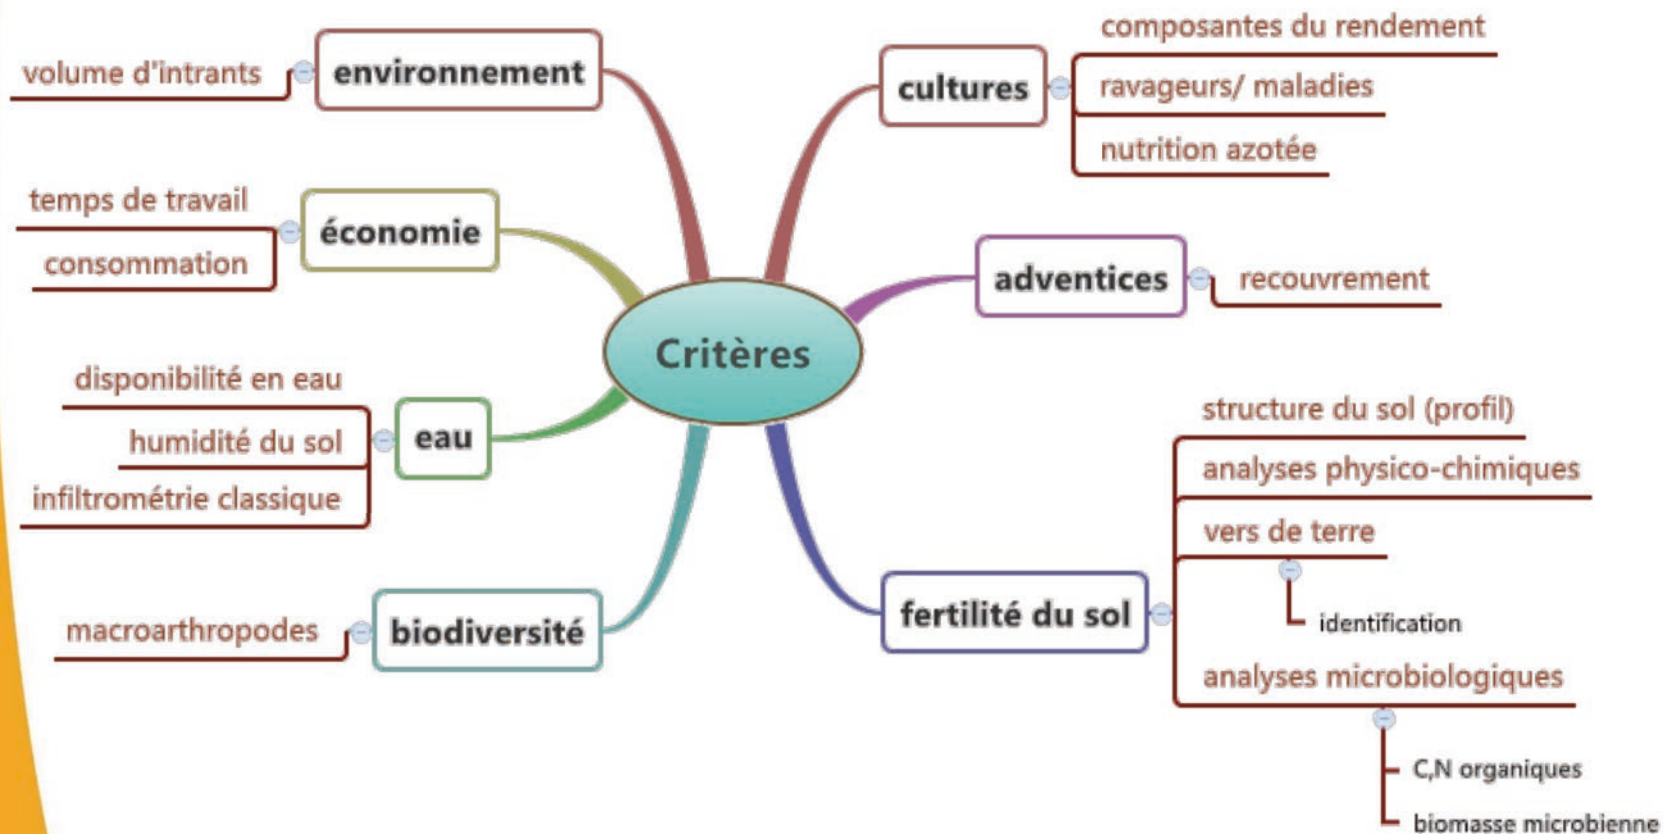 Critères
environnement
volume d'intrants
économie
temps de travail
consommation
eau
disponibilité en eau
humidité du sol
infiltrométrie classique
biodiversité
macroarthropodes
cultures
composantes du rendement
ravageurs/ maladies
nutrition azotée
adventices
recouvrement
fertilité du sol
structure du sol (profil)
analyses physico-chimiques
vers de terre
identification
analyses microbiologiques
C,N organiques
biomasse microbienne